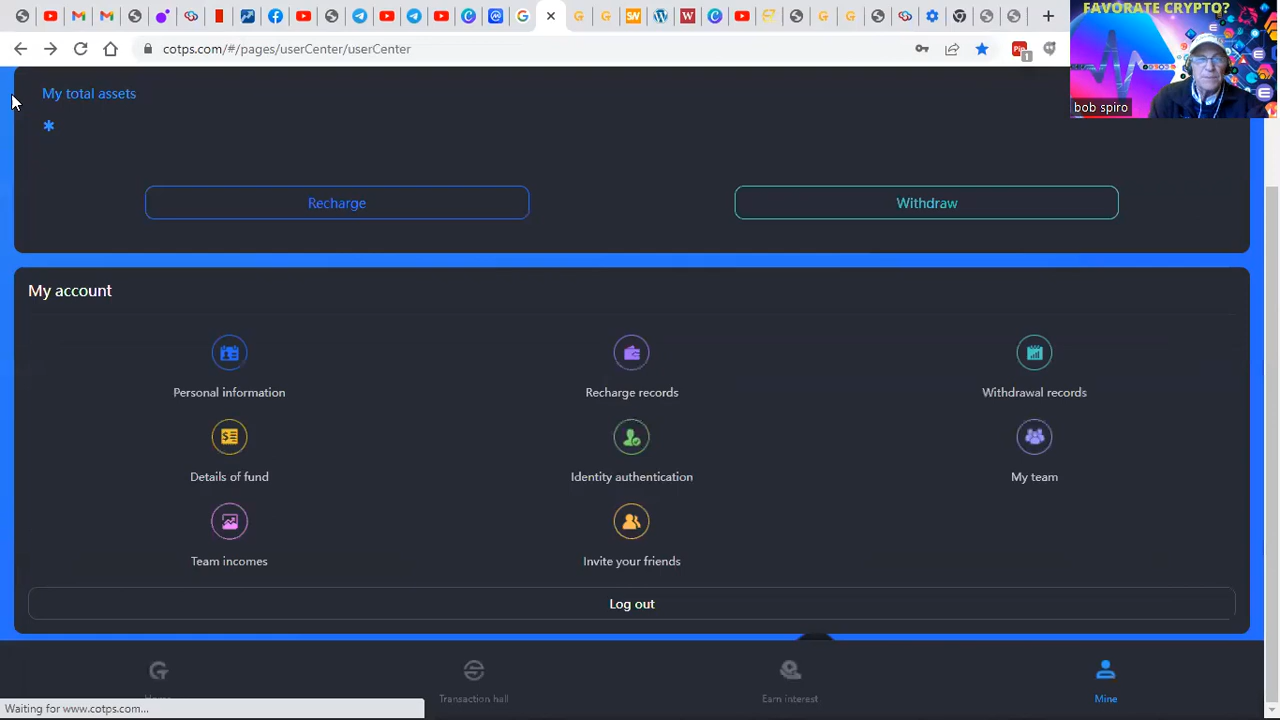 FAVORATE CRYPTO?
cotps.com/#/pages/userCenter/userCenter
1
bob spiro
My total assets
*
Recharge
Withdraw
My account
Personal information
Recharge records
Withdrawal records
Details of fund
Identity authentication
My team
Team incomes
Invite your friends
Log out
Transaction hall
Earn interest
Mine
Waiting for www.cotps.com...